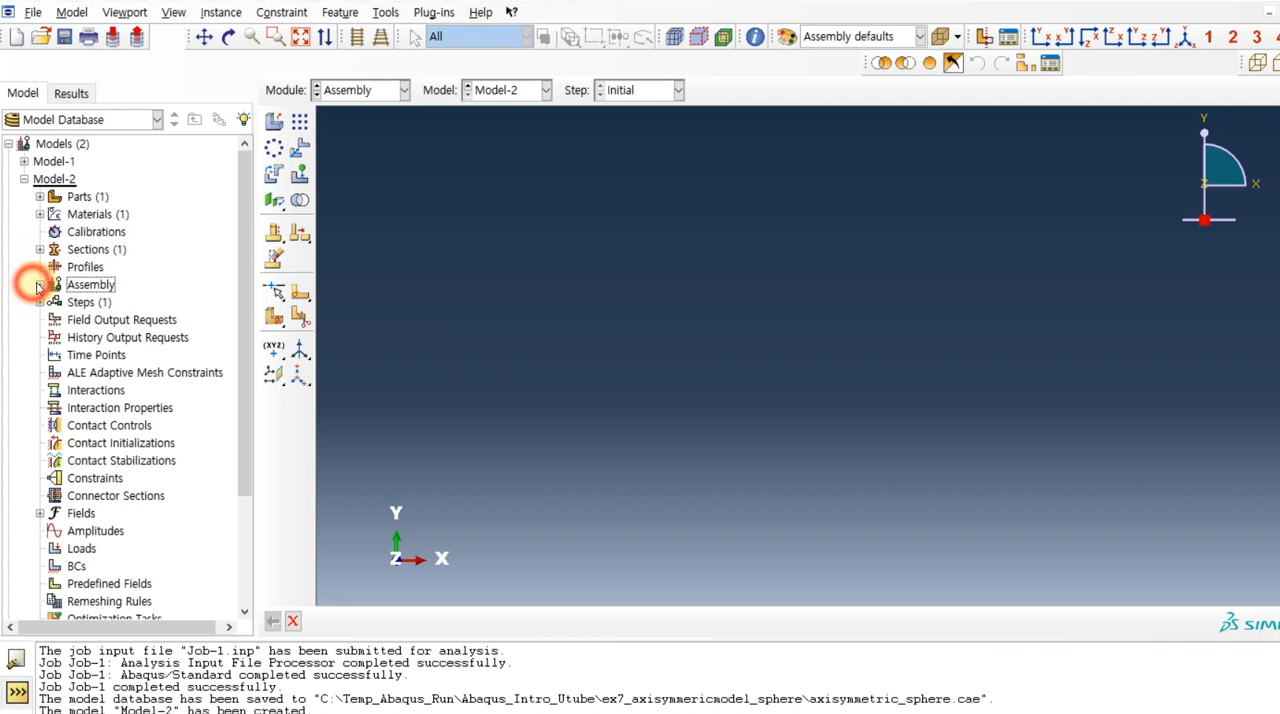 File Model Viewport View Instance Constraint Feature Tools Plug-ins Help
All Assembly defaults 1 2 3
Model Results Module: Assembly Model: Model-2 Step: Initial
Model Database
Models (2)
Model-1
Model-2
Parts (1)
Materials (1)
Calibrations
Sections (1)
Profiles
Assembly
Steps (1)
Field Output Requests
History Output Requests
Time Points
ALE Adaptive Mesh Constraints
Interactions
Interaction Properties
Contact Controls
Contact Initializations
Contact Stabilizations
Constraints
Connector Sections
Fields
Amplitudes
Loads
BCs
Predefined Fields
Remeshing Rules
Optimization Tasks
(XYZ)
Y
Z X
Y
Z X
SIMU
The job input file "Job-1.inp" has been submitted for analysis.
Job Job-1: Analysis Input File Processor completed successfully.
Job Job-1: Abaqus/Standard completed successfully.
Job Job-1 completed successfully.
The model database has been saved to "C:\Temp_Abaqus_Run\Abaqus_Intro_Utube\ex7_axisymmericmodel_sphere\axisymmetric_sphere.cae".
The model "Model-2" has been created.